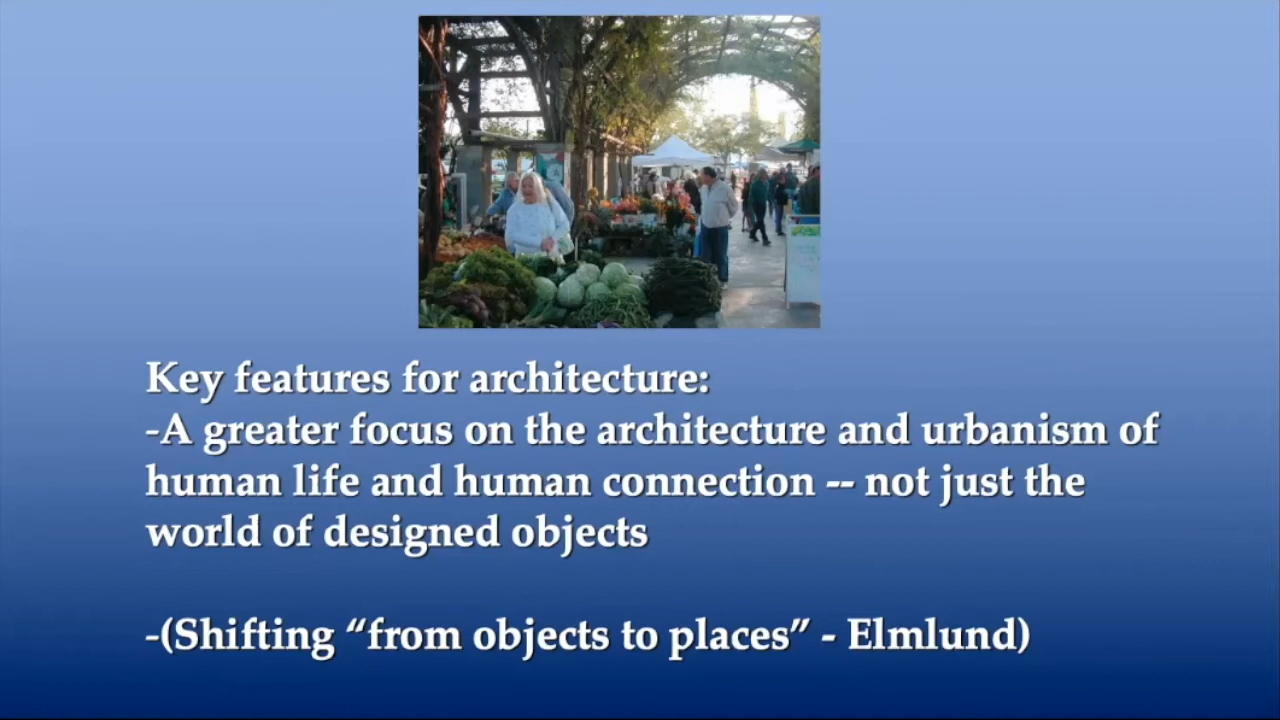 Key features for architecture:
-A greater focus on the architecture and urbanism of
human life and human connection -- not just the
world of designed objects
-(Shifting “from objects to places” - Elmlund)